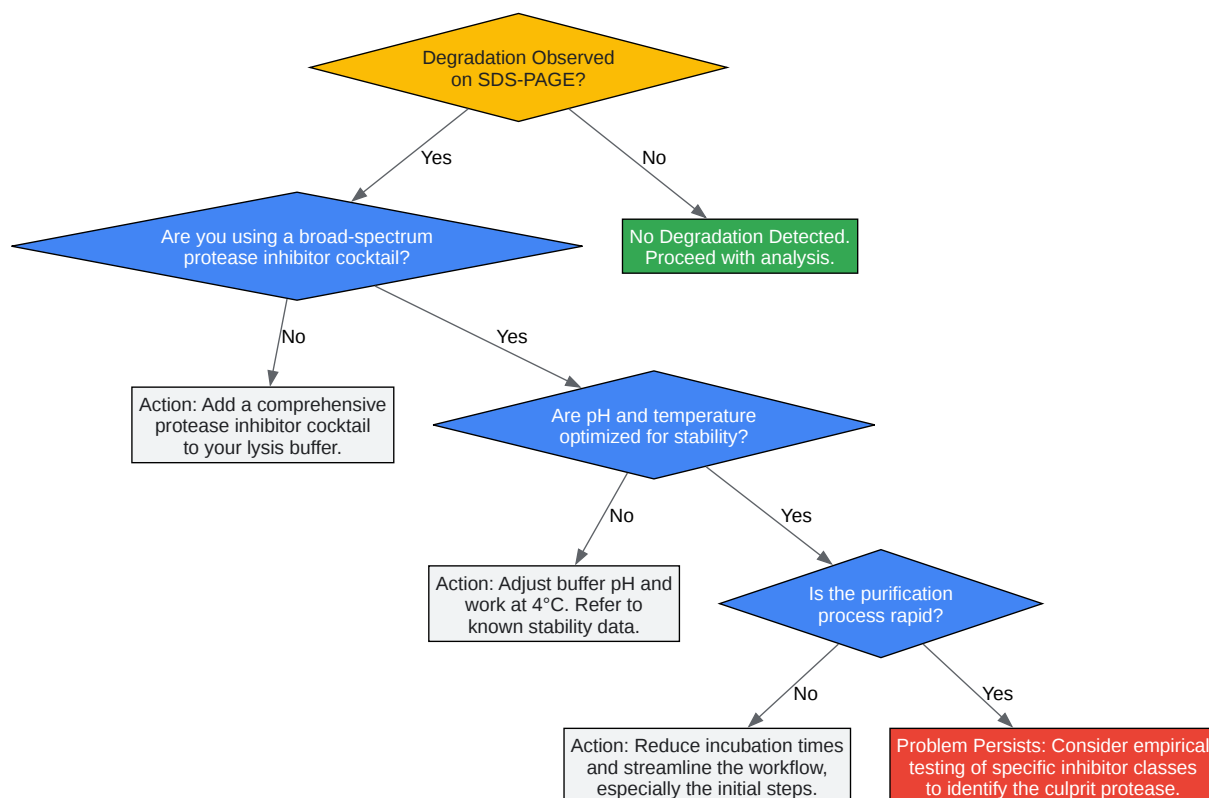 Degradation Observed
on SDS-PAGE?
Yes
No
Are you using a broad-spectrum
protease inhibitor cocktail?
No Degradation Detected.
Proceed with analysis.
No
Yes
Action: Add a comprehensive
protease inhibitor cocktail
to your lysis buffer.
Are pH and temperature
optimized for stability?
No
Yes
Action: Adjust buffer pH and
work at 4°C. Refer to
known stability data.
Is the purification
process rapid?
No
Yes
Action: Reduce incubation times
and streamline the workflow,
especially the initial steps.
Problem Persists: Consider empirical
testing of specific inhibitor classes
to identify the culprit protease.